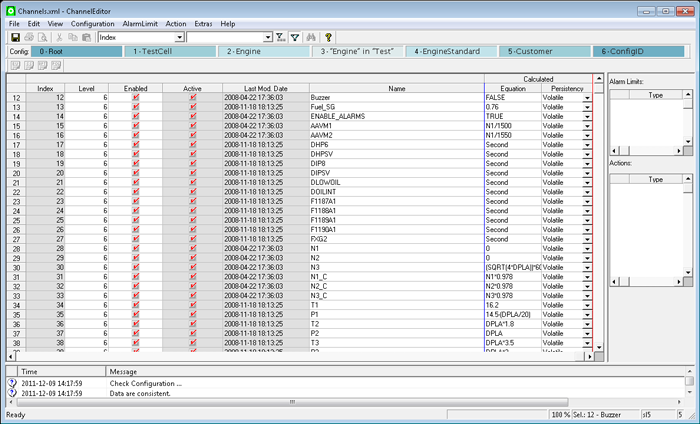 Channels.xml - ChannelEditor
File Edit View Configuration AlarmLimit Action Extras Help
Index
Config: 0 - Root 1 - TestCell 2 - Engine 3 - "Engine" in "Test" 4 - EngineStandard 5 - Customer 6 - ConfigID
Calculated
Index Level Enabled Active Last Mod. Date Name Equation Persistency
12 12 6 2008-04-22 17:36:03 Buzzer FALSE Volatile
13 13 6 2008-11-18 18:13:25 Fuel_SG 0.76 Volatile
14 14 6 2008-04-22 17:36:03 ENABLE_ALARMS TRUE Volatile
15 15 6 2008-04-22 17:36:03 AAVM1 N1/1500 Volatile
16 16 6 2008-04-22 17:36:03 AAVM2 N1/1550 Volatile
17 17 6 2008-11-18 18:13:25 DHP6 Second Volatile
18 18 6 2008-11-18 18:13:25 DHPSV Second Volatile
19 19 6 2008-11-18 18:13:25 DIP8 Second Volatile
20 20 6 2008-11-18 18:13:25 DIPSV Second Volatile
21 21 6 2008-11-18 18:13:25 DLOWOIL Second Volatile
22 22 6 2008-11-18 18:13:25 DOILINT Second Volatile
23 23 6 2008-11-18 18:13:25 F1187A1 Second Volatile
24 24 6 2008-11-18 18:13:25 F1188A1 Second Volatile
25 25 6 2008-11-18 18:13:25 F1189A1 Second Volatile
26 26 6 2008-11-18 18:13:25 F1190A1 Second Volatile
27 27 6 2008-11-18 18:13:25 FXG2 Second Volatile
28 28 6 2008-04-22 17:36:03 N1 0 Volatile
29 29 6 2008-04-22 17:36:03 N2 0 Volatile
30 30 6 2008-11-18 18:13:25 N3 Volatile
31 31 6 2008-04-22 17:36:03 N1_C N1*0.978 Volatile
32 32 6 2008-04-22 17:36:03 N2_C N2*0.978 Volatile
33 33 6 2008-04-22 17:36:03 N3_C N3*0.978 Volatile
34 34 6 2008-11-18 18:13:25 T1 16.2 Volatile
35 35 6 2008-11-18 18:13:25 P1 14.5(DPLA/20) Volatile
36 36 6 2008-11-18 18:13:25 T2 DPLA*1.8 Volatile
37 37 6 2008-11-18 18:13:25 P2 DPLA Volatile
38 38 6 2008-11-18 18:13:25 T3 DPLA*3.5 Volatile
Alarm Limits:
Type
Actions:
Type
Time Message
2011-12-09 14:17:59 Check Configuration ...
2011-12-09 14:17:59 Data are consistent.
Ready 100 % Sel.: 12 - Buzzer sl5 5